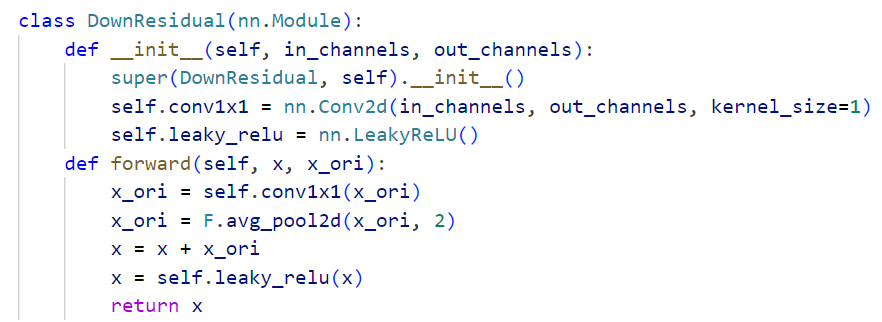 class DownResidual(nn.Module):
    def __init__(self, in_channels, out_channels):
        super(DownResidual, self).__init__()
        self.conv1x1 = nn.Conv2d(in_channels, out_channels, kernel_size=1)
        self.leaky_relu = nn.LeakyReLU()
    def forward(self, x, x_ori):
        x_ori = self.conv1x1(x_ori)
        x_ori = F.avg_pool2d(x_ori, 2)
        x = x + x_ori
        x = self.leaky_relu(x)
        return x